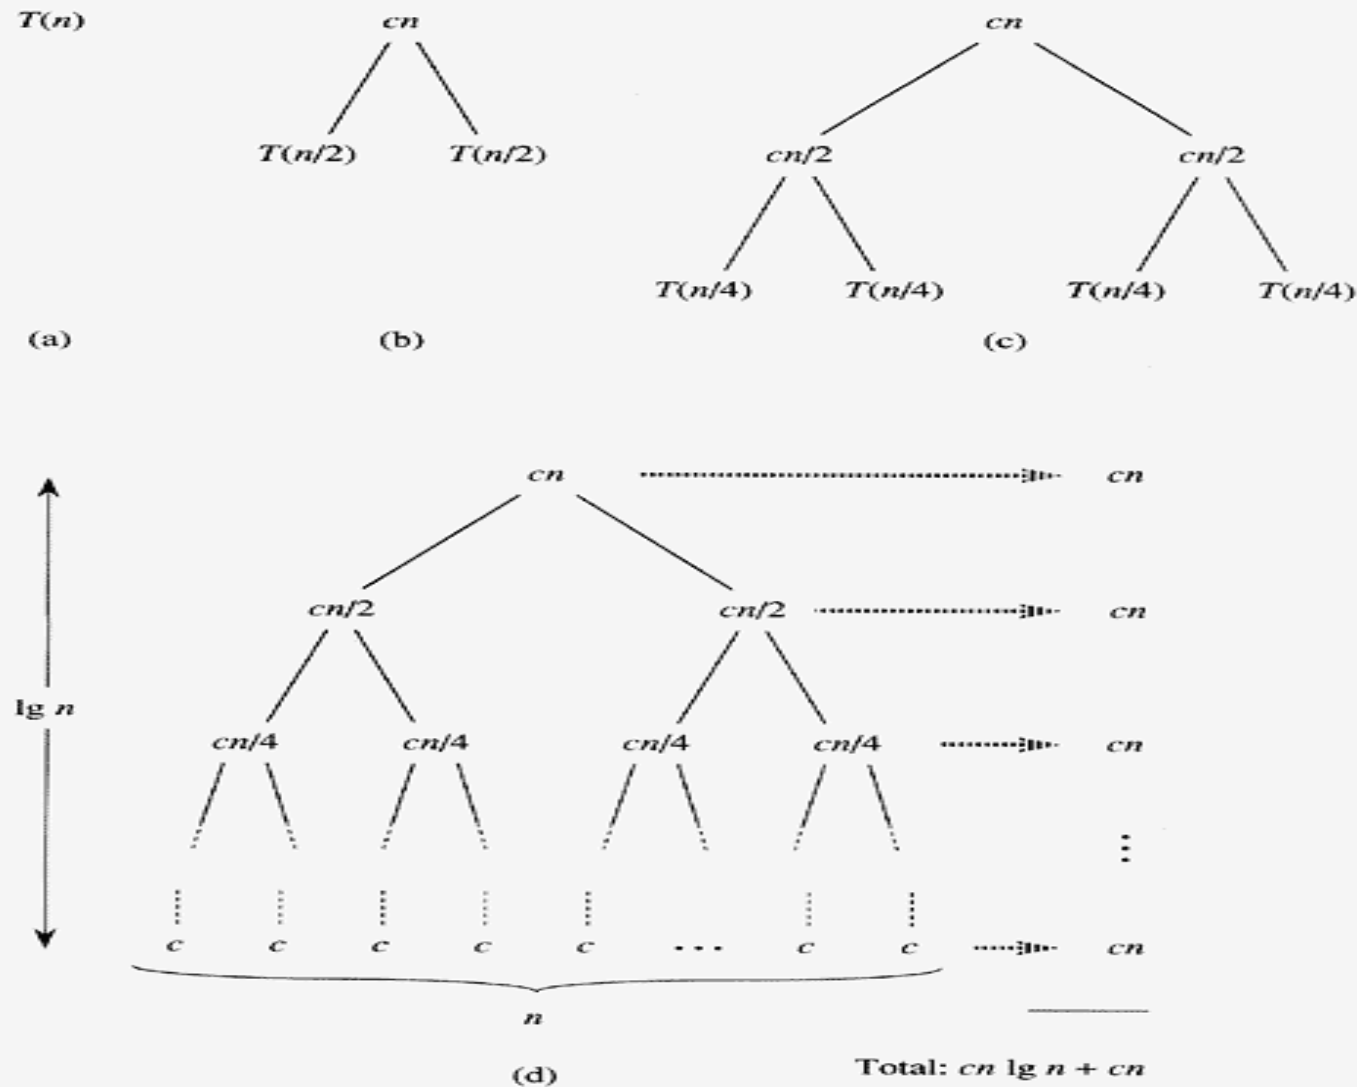 T(n) cn cn
T(n/2) T(n/2) cn/2 cn/2
T(n/4) T(n/4) T(n/4) T(n/4)
(a) (b) (c)
cn cn
cn/2 cn/2 cn
lg n
cn/4 cn/4 cn/4 cn/4 cn
⋮
c c c c c ... c c cn
n
Total: cn lg n + cn
(d)